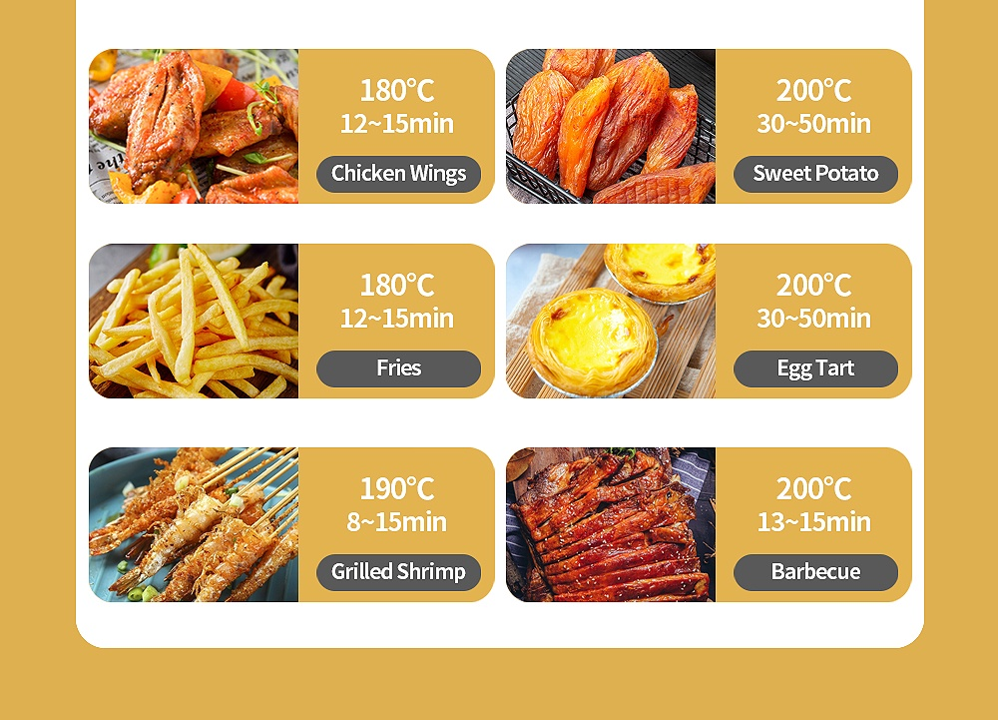 180°C
12~15min
Chicken Wings
200°C
30~50min
Sweet Potato
180°C
12~15min
Fries
200°C
30~50min
Egg Tart
190°C
8~15min
Grilled Shrimp
200°C
13~15min
Barbecue